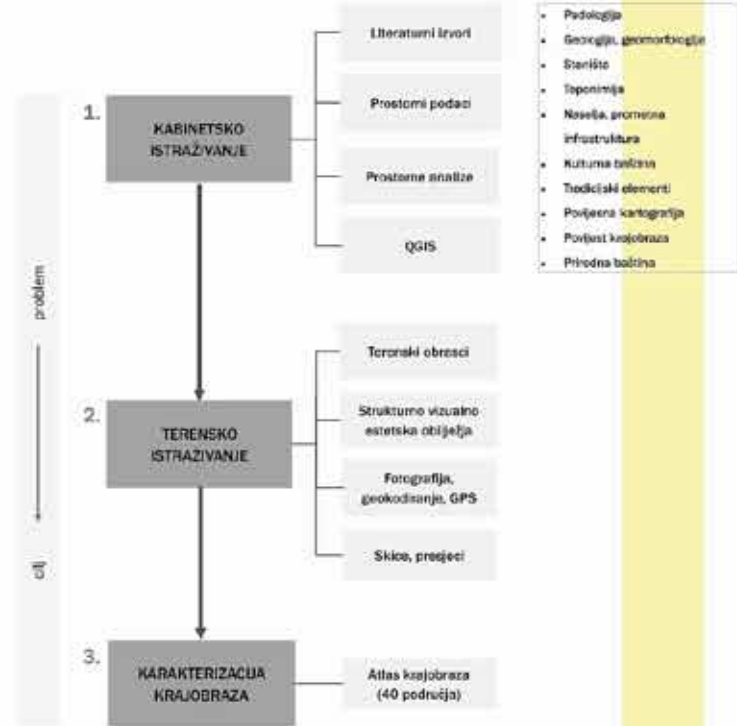 problem
cilj
1.
KABINETSKO
ISTRAŽIVANJE
Literaturni izvori
Prostorni podaci
Prostorne analize
QGIS
• Pedologija
• Geologija, geomorfologija
• Staništa
• Toponimija
• Naselja, prometna
infrastruktura
• Kulturna baština
• Tradicijski elementi
• Povijesna kartografija
• Povijest krajobraza
• Prirodna baština
2.
TERENSKO
ISTRAŽIVANJE
Terenski obrasci
Strukturno vizualno
estetska obilježja
Fotografija,
geokodiranje, GPS
Skice, presjeci
3.
KARAKTERIZACIJA
KRAJOBRAZA
Atlas krajobraza
(40 područja)